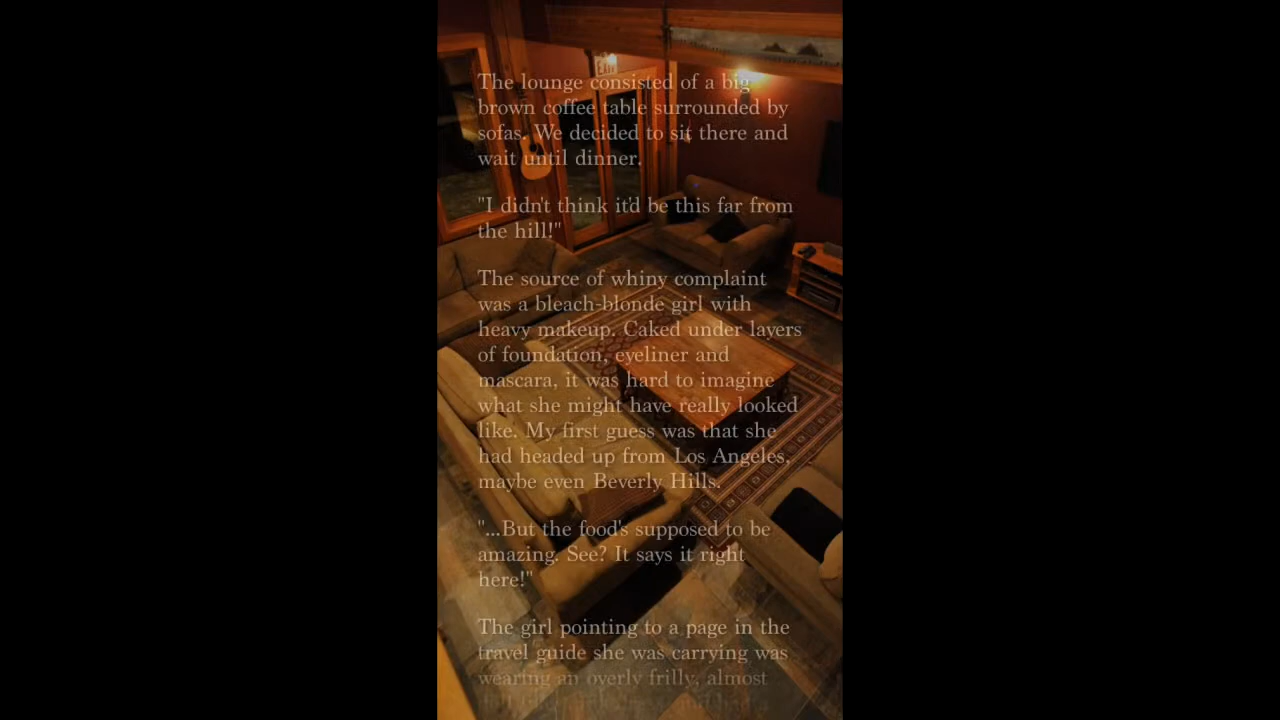 EXIT
The lounge consisted of a big
brown coffee table surrounded by
sofas. We decided to sit there and
wait until dinner.
"I didn't think it'd be this far from
the hill!"
The source of whiny complaint
was a bleach-blonde girl with
heavy makeup. Caked under layers
of foundation, eyeliner and
mascara, it was hard to imagine
what she might have really looked
like. My first guess was that she
had headed up from Los Angeles,
maybe even Beverly Hills.
"...But the food's supposed to be
amazing. See? It says it right
here!"
The girl pointing to a page in the
travel guide she was carrying was
wearing an overly frilly, almost